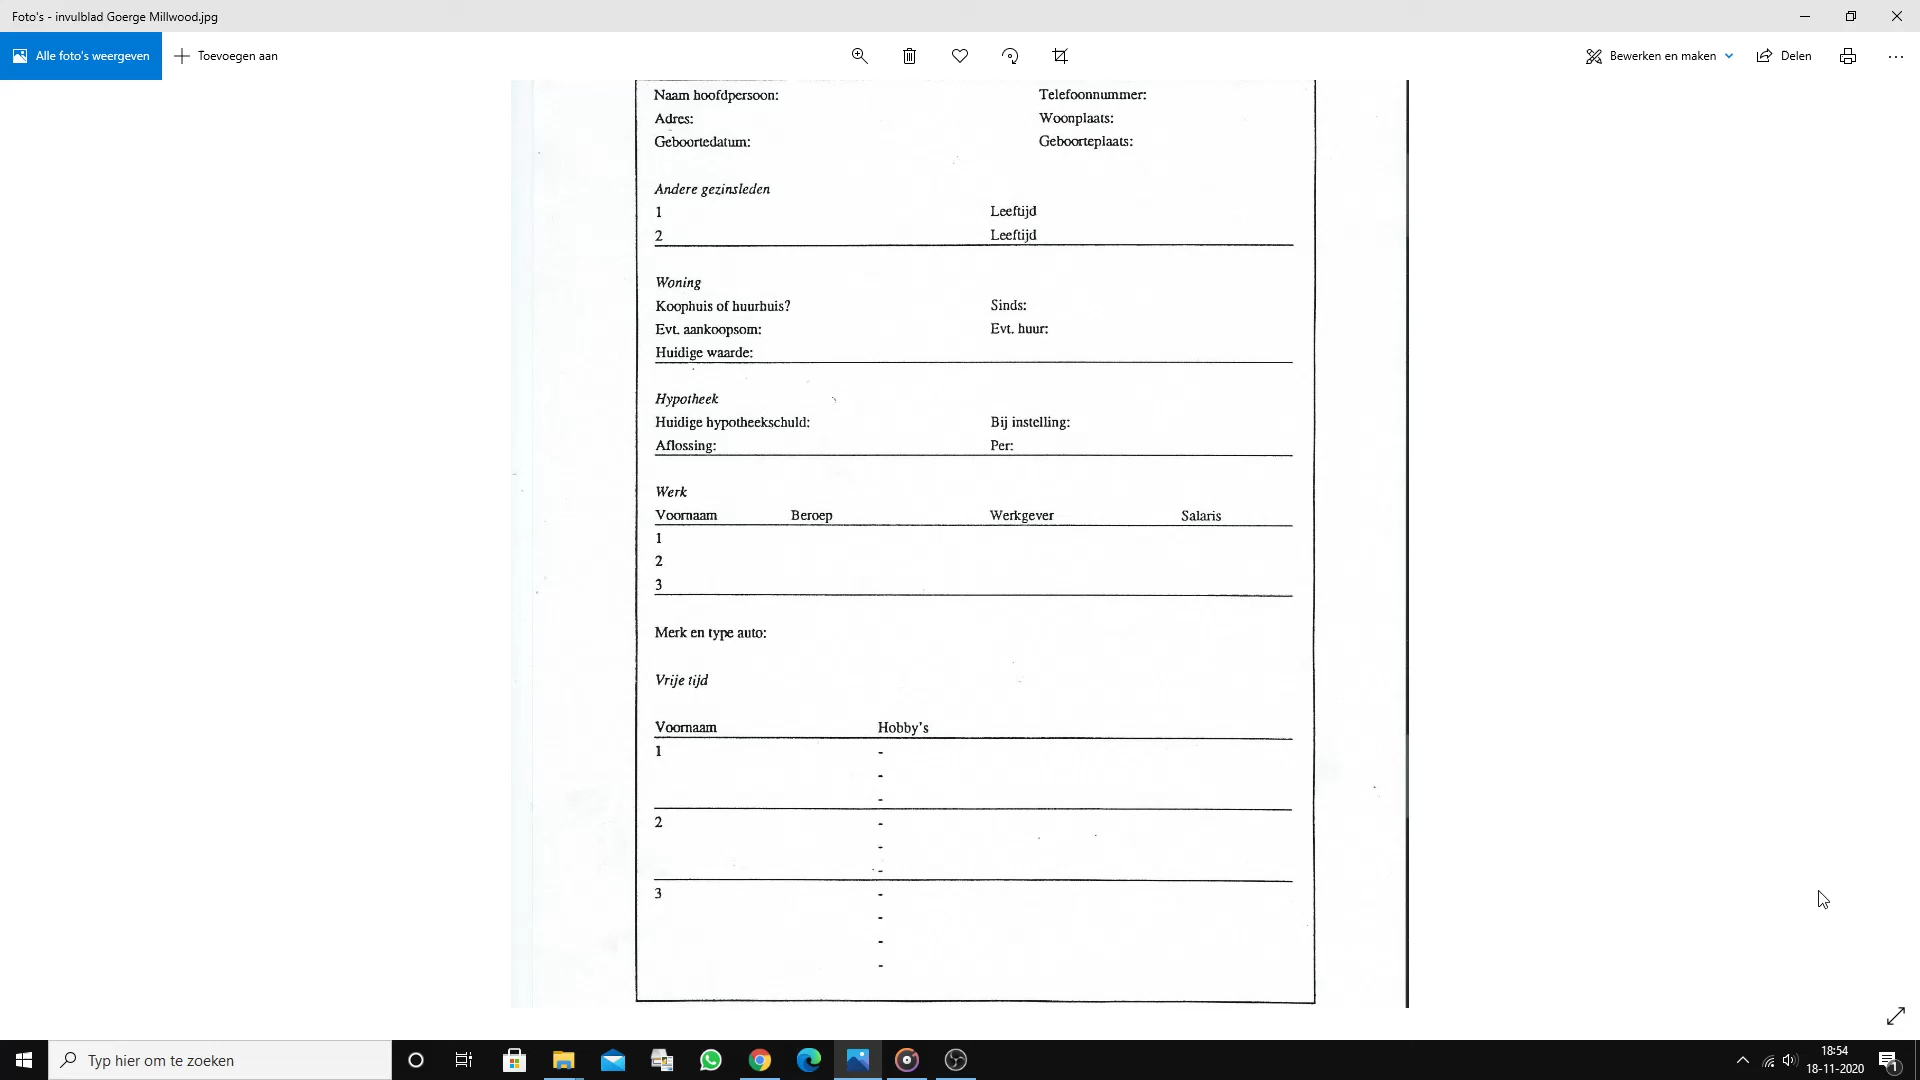 Foto's - invulblad Goerge Millwood.jpg
Alle foto's weergeven
Toevoegen aan
Bewerken en maken
Delen
Naam hoofdpersoon: Telefoonnummer:
Adres: Woonplaats:
Geboortedatum: Geboorteplaats:
Andere gezinsleden
1 Leeftijd
2 Leeftijd
Woning
Koophuis of huurhuis? Sinds:
Evt. aankoopsom: Evt. huur:
Huidige waarde:
Hypotheek
Huidige hypotheekschuld: Bij instelling:
Aflossing: Per:
Werk
Voornaam Beroep Werkgever Salaris
1
2
3
Merk en type auto:
Vrije tijd
Voornaam Hobby's
1 -
-
-
2 -
-
-
3 -
-
-
-
Typ hier om te zoeken
18:54
18-11-2020
1